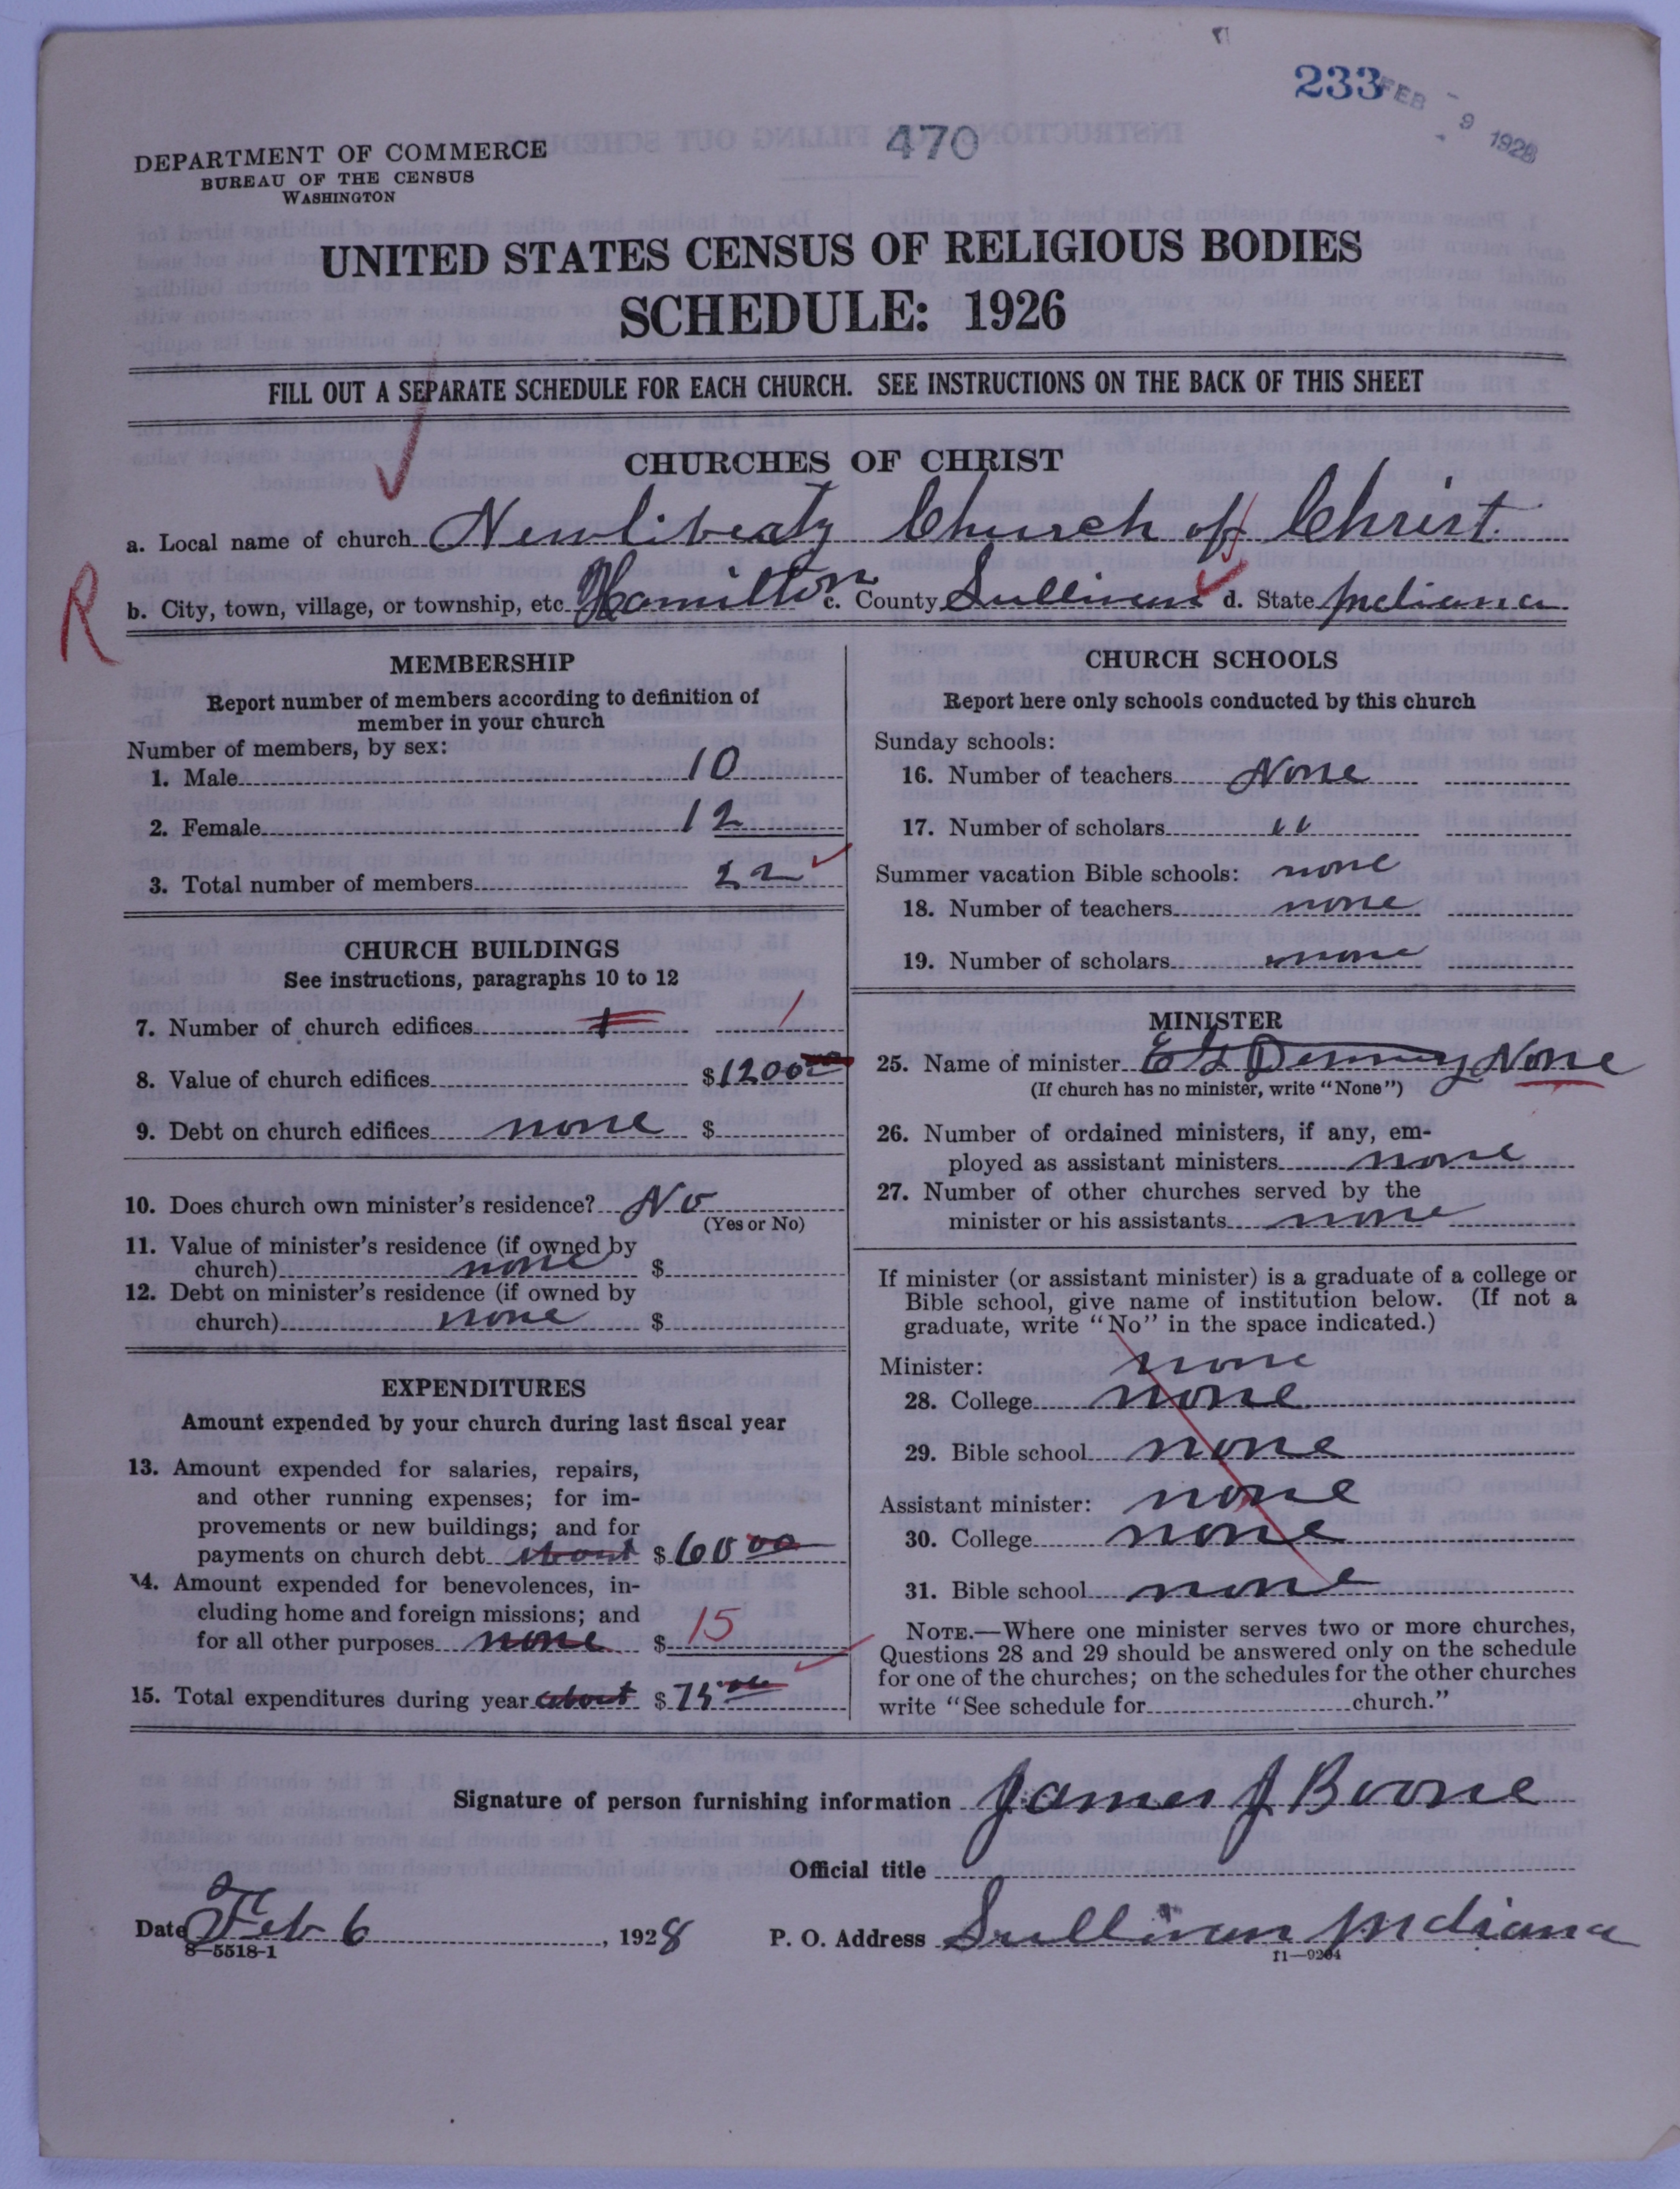 233
FEB - 9 1928
470
DEPARTMENT OF COMMERCE
BUREAU OF THE CENSUS
WASHINGTON
UNITED STATES CENSUS OF RELIGIOUS BODIES
SCHEDULE: 1926
FILL OUT A SEPARATE SCHEDULE FOR EACH CHURCH. SEE INSTRUCTIONS ON THE BACK OF THIS SHEET
CHURCHES OF CHRIST
a. Local name of church Newliberty Church of Christ
R
b. City, town, village, or township, etc. Hamilton c. County Sullivan d. State Indiana
MEMBERSHIP
Report number of members according to definition of
member in your church
Number of members, by sex:
1. Male 10
2. Female 12
3. Total number of members 22
CHURCH BUILDINGS
See instructions, paragraphs 10 to 12
7. Number of church edifices 1 1
8. Value of church edifices $1200 00
9. Debt on church edifices none $
10. Does church own minister's residence? No
(Yes or No)
11. Value of minister's residence (if owned by
church) none $
12. Debt on minister's residence (if owned by
church) none $
EXPENDITURES
Amount expended by your church during last fiscal year
13. Amount expended for salaries, repairs,
and other running expenses; for im-
provements or new buildings; and for
payments on church debt about $60 00
14. Amount expended for benevolences, in-
cluding home and foreign missions; and
for all other purposes none $ 15
15. Total expenditures during year about $75 00
CHURCH SCHOOLS
Report here only schools conducted by this church
Sunday schools:
16. Number of teachers None
17. Number of scholars "
Summer vacation Bible schools: none
18. Number of teachers none
19. Number of scholars none
MINISTER
25. Name of minister None
(If church has no minister, write "None")
26. Number of ordained ministers, if any, em-
ployed as assistant ministers none
27. Number of other churches served by the
minister or his assistants none
If minister (or assistant minister) is a graduate of a college or
Bible school, give name of institution below. (If not a
graduate, write "No" in the space indicated.)
Minister: none
28. College none
29. Bible school none
Assistant minister: none
30. College none
31. Bible school none
NOTE.—Where one minister serves two or more churches,
Questions 28 and 29 should be answered only on the schedule
for one of the churches; on the schedules for the other churches
write "See schedule for church."
Signature of person furnishing information James J Boone
Official title
Date Feb 6, 1928 P. O. Address Sullivan Indiana
8—5518-1
11—9204